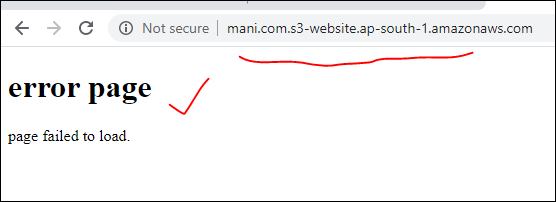 Not secure | mani.com.s3-website.ap-south-1.amazonaws.com
error page
page failed to load.